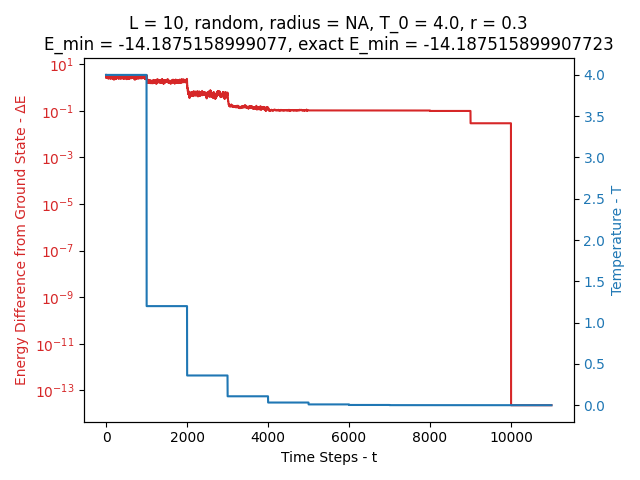 L = 10, random, radius = NA, T_0 = 4.0, r = 0.3
E_min = -14.1875158999077, exact E_min = -14.187515899907723
10^1
10^-1
10^-3
10^-5
10^-7
10^-9
10^-11
10^-13
Energy Difference from Ground State - ΔE
4.0
3.5
3.0
2.5
2.0
1.5
1.0
0.5
0.0
Temperature - T
0 2000 4000 6000 8000 10000
Time Steps - t